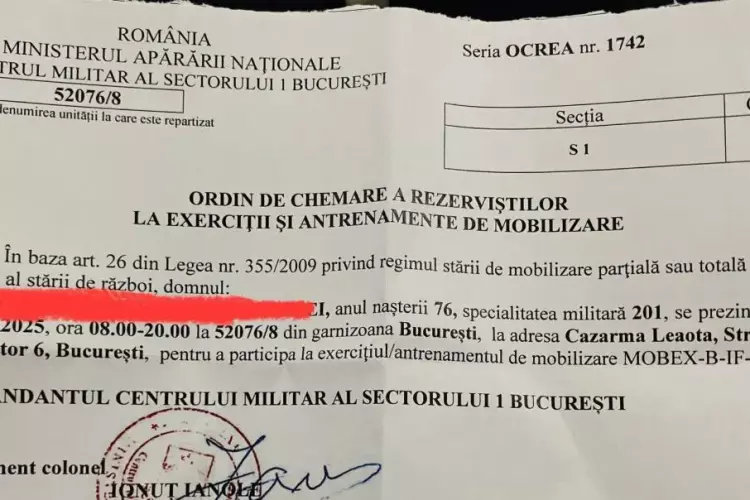 ROMÂNIA
MINISTERUL APĂRĂRII NAȚIONALE
TRUL MILITAR AL SECTORULUI 1 BUCUREȘTI
52076/8
denumirea unității la care este repartizat
Seria OCREA nr. 1742
Secția
S 1
ORDIN DE CHEMARE A REZERVIȘTILOR
LA EXERCIȚII ȘI ANTRENAMENTE DE MOBILIZARE
În baza art. 26 din Legea nr. 355/2009 privind regimul stării de mobilizare parțială sau totală
al stării de război, domnul:
CI, anul nașterii 76, specialitatea militară 201, se prezin
2025, ora 08.00-20.00 la 52076/8 din garnizoana București, la adresa Cazarma Leaota, Str
tor 6, București, pentru a participa la exercițiul/antrenamentul de mobilizare MOBEX-B-IF-
ANDANTUL CENTRULUI MILITAR AL SECTORULUI 1 BUCUREȘTI
nent colonel
IONUȚ IANOLE